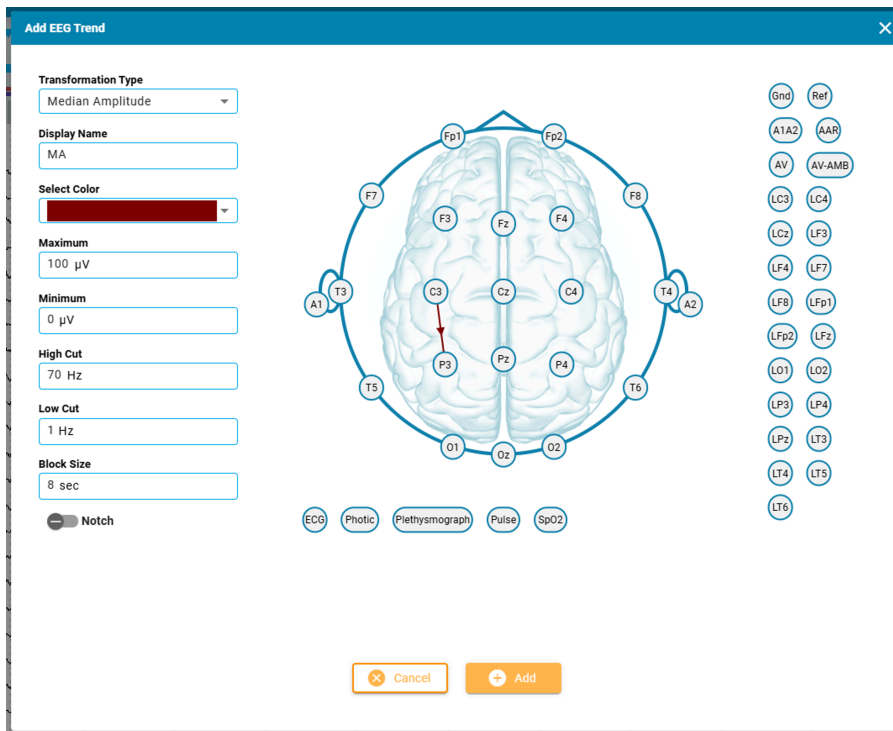 Add EEG Trend
Transformation Type
Median Amplitude
Display Name
MA
Select Color
Maximum
100 µV
Minimum
0 µV
High Cut
70 Hz
Low Cut
1 Hz
Block Size
8 sec
Notch
Fp1 Fp2
F7 F8
F3 Fz F4
A1 T3 C3 Cz C4 T4 A2
P3 Pz P4
T5 T6
O1 Oz O2
ECG Photic Plethysmograph Pulse SpO2
Gnd Ref
A1A2 AAR
AV AV-AMB
LC3 LC4
LCz LF3
LF4 LF7
LF8 LFp1
LFp2 LFz
LO1 LO2
LP3 LP4
LPz LT3
LT4 LT5
LT6
Cancel Add